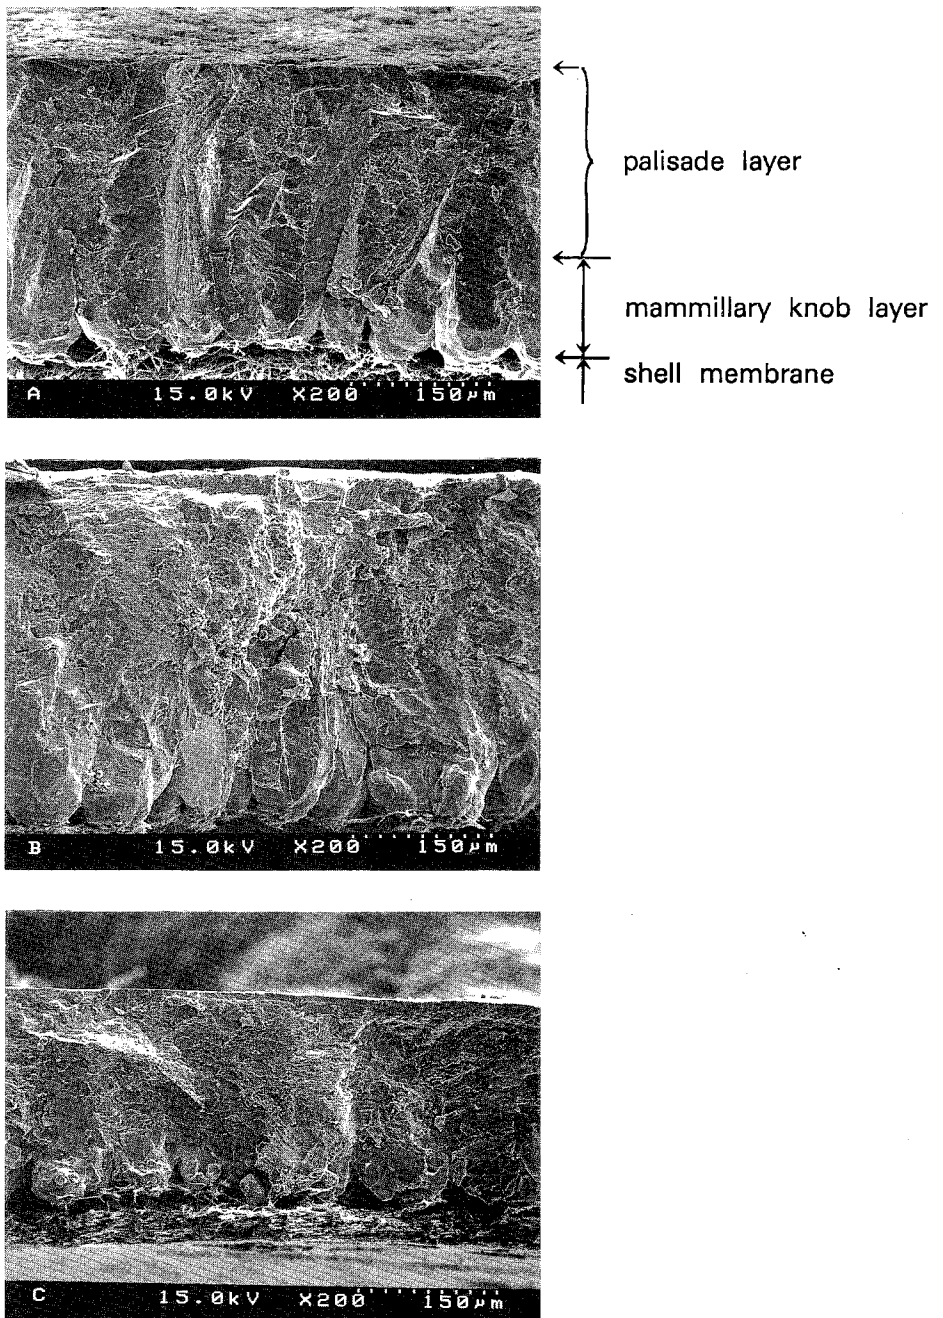 palisade layer
mammillary knob layer
shell membrane
A 15.0kV X200 150μm
B 15.0kV X200 150μm
C 15.0kV X200 150μm